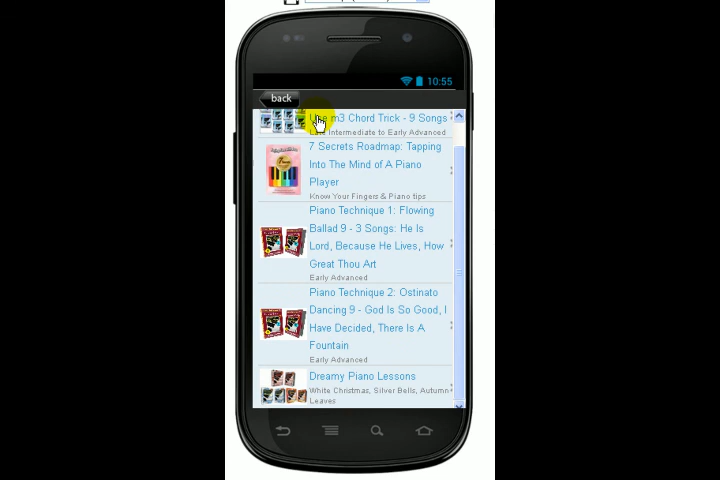 10:55
back
Use m3 Chord Trick - 9 Songs
Late Intermediate to Early Advanced
7 Secrets Roadmap: Tapping
Into The Mind of A Piano
Player
Know Your Fingers & Piano tips
Piano Technique 1: Flowing
Ballad 9 - 3 Songs: He Is
Lord, Because He Lives, How
Great Thou Art
Early Advanced
Piano Technique 2: Ostinato
Dancing 9 - God Is So Good, I
Have Decided, There Is A
Fountain
Early Advanced
Dreamy Piano Lessons
White Christmas, Silver Bells, Autumn
Leaves